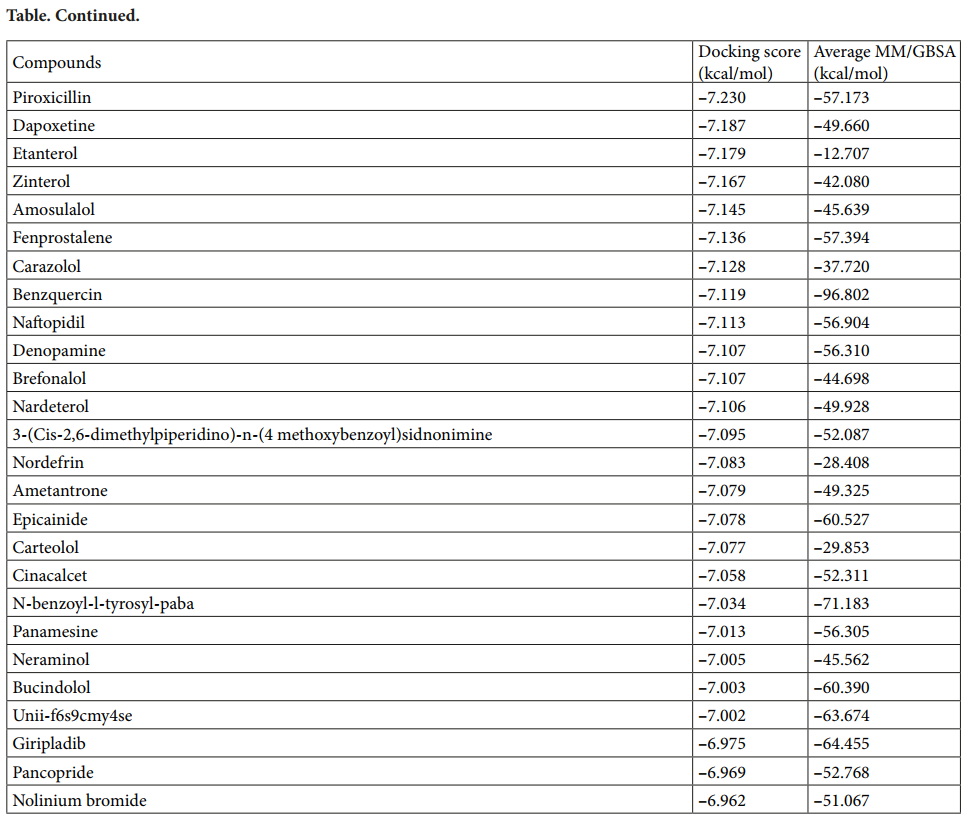 Table. Continued.
Compounds Docking score (kcal/mol) Average MM/GBSA (kcal/mol)
Piroxicillin –7.230 –57.173
Dapoxetine –7.187 –49.660
Etanterol –7.179 –12.707
Zinterol –7.167 –42.080
Amosulalol –7.145 –45.639
Fenprostalene –7.136 –57.394
Carazolol –7.128 –37.720
Benzquercin –7.119 –96.802
Naftopidil –7.113 –56.904
Denopamine –7.107 –56.310
Brefonalol –7.107 –44.698
Nardeterol –7.106 –49.928
3-(Cis-2,6-dimethylpiperidino)-n-(4 methoxybenzoyl)sidnonimine –7.095 –52.087
Nordefrin –7.083 –28.408
Ametantrone –7.079 –49.325
Epicainide –7.078 –60.527
Carteolol –7.077 –29.853
Cinacalcet –7.058 –52.311
N-benzoyl-l-tyrosyl-paba –7.034 –71.183
Panamesine –7.013 –56.305
Neraminol –7.005 –45.562
Bucindolol –7.003 –60.390
Unii-f6s9cmy4se –7.002 –63.674
Giripladib –6.975 –64.455
Pancopride –6.969 –52.768
Nolinium bromide –6.962 –51.067